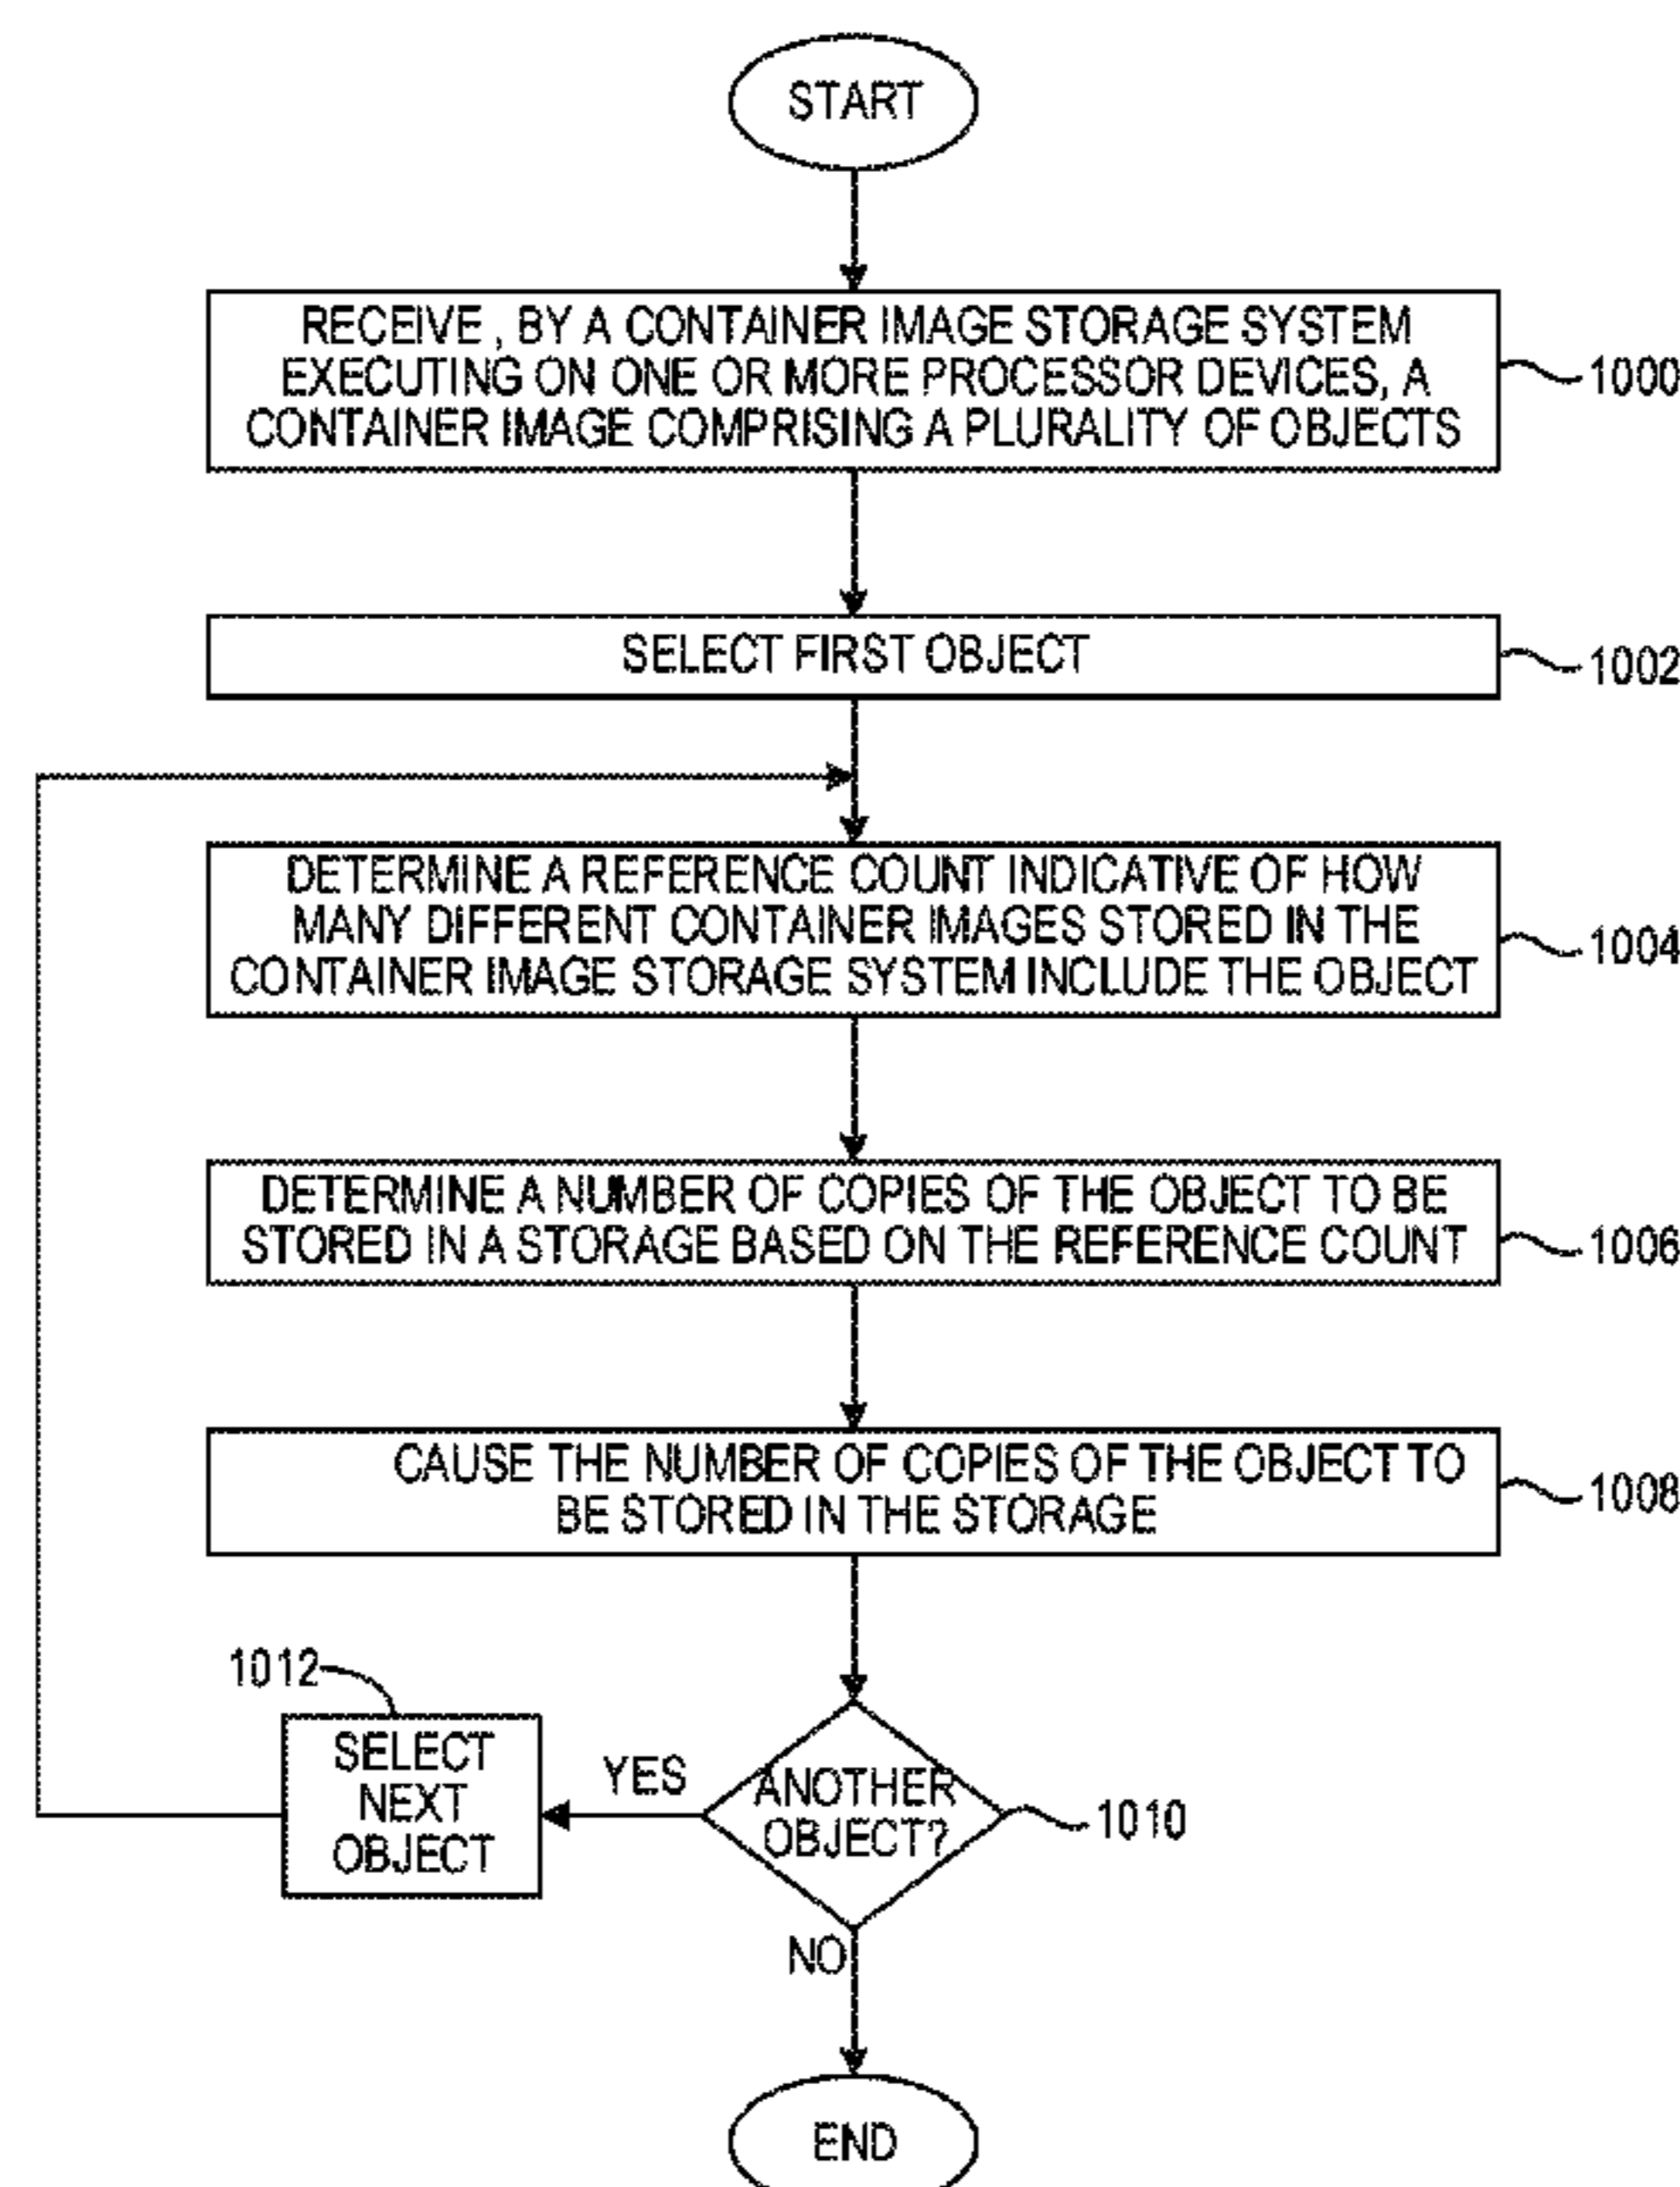 START
RECEIVE , BY A CONTAINER IMAGE STORAGE SYSTEM
EXECUTING ON ONE OR MORE PROCESSOR DEVICES, A
CONTAINER IMAGE COMPRISING A PLURALITY OF OBJECTS
1000
SELECT FIRST OBJECT
1002
DETERMINE A REFERENCE COUNT INDICATIVE OF HOW
MANY DIFFERENT CONTAINER IMAGES STORED IN THE
CONTAINER IMAGE STORAGE SYSTEM INCLUDE THE OBJECT
1004
DETERMINE A NUMBER OF COPIES OF THE OBJECT TO BE
STORED IN A STORAGE BASED ON THE REFERENCE COUNT
1006
CAUSE THE NUMBER OF COPIES OF THE OBJECT TO
BE STORED IN THE STORAGE
1008
1012
SELECT
NEXT
OBJECT
YES
ANOTHER
OBJECT?
1010
NO
END